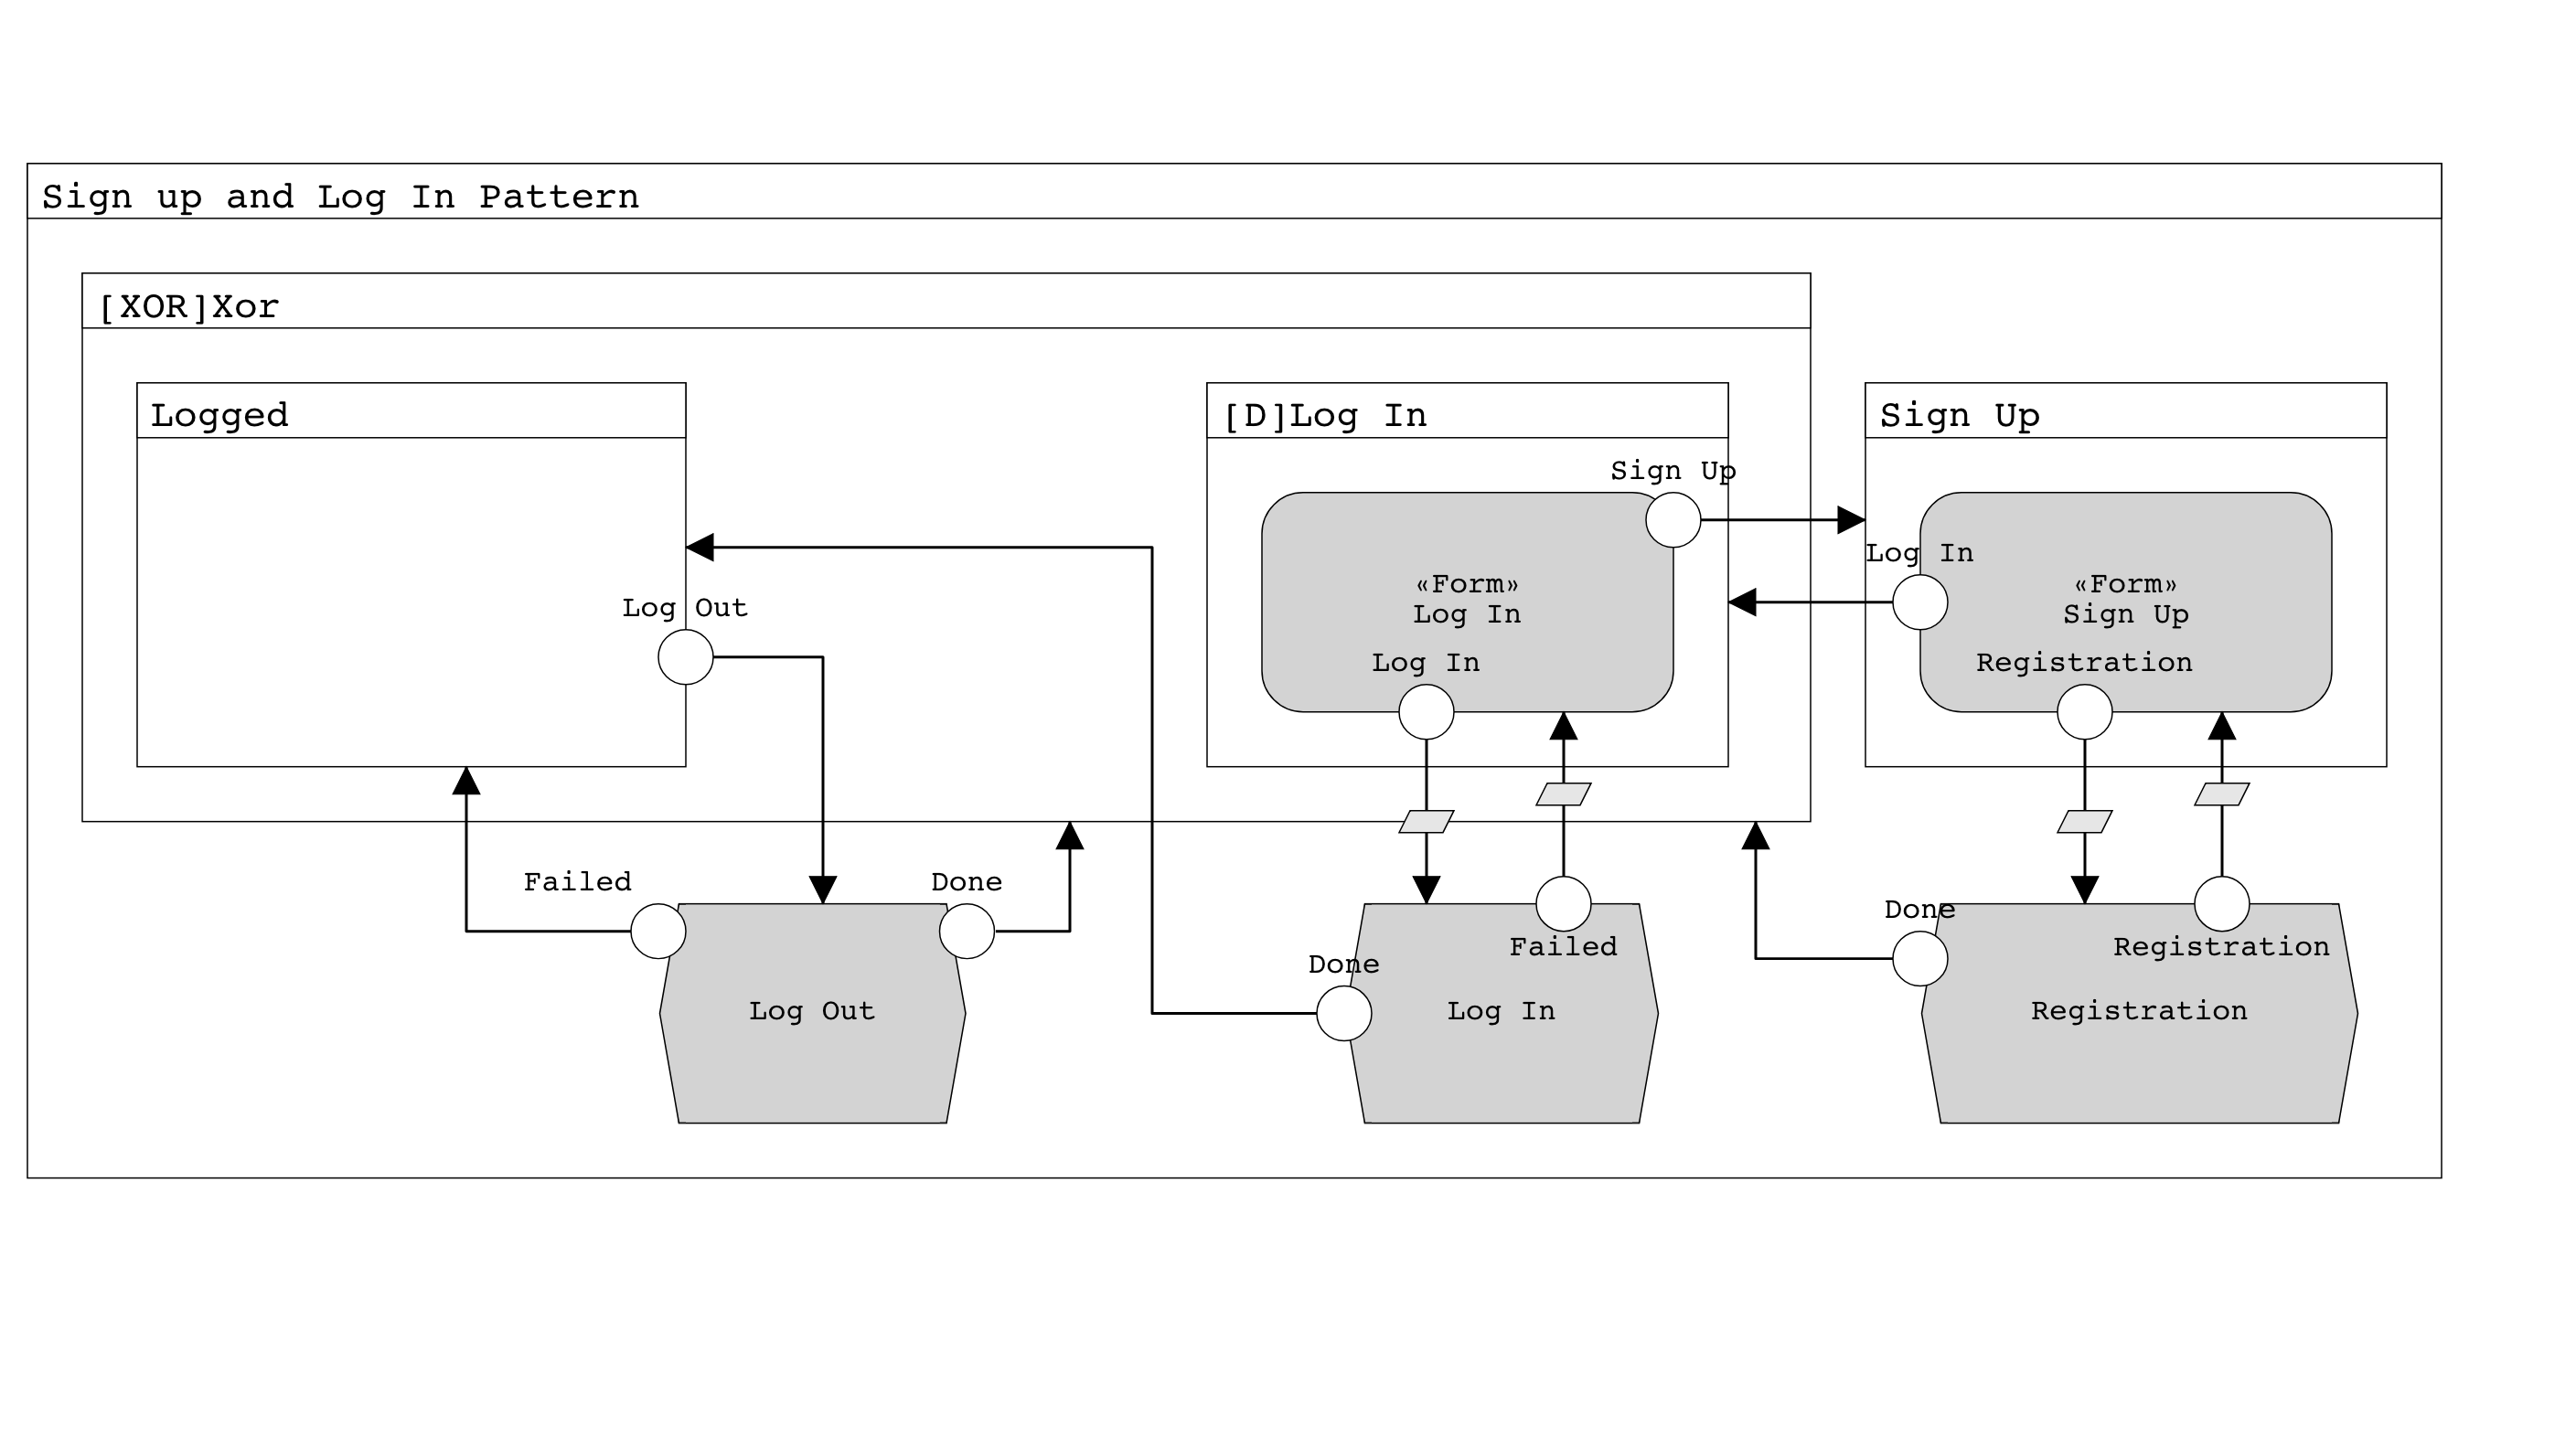 Sign up and Log In Pattern
[XOR]Xor
Logged
[D]Log In
Sign Up
Sign Up
Log In
«Form»
Log In
«Form»
Sign Up
Log Out
Log In
Registration
Failed
Done
Done
Failed
Done
Registration
Log Out
Log In
Registration